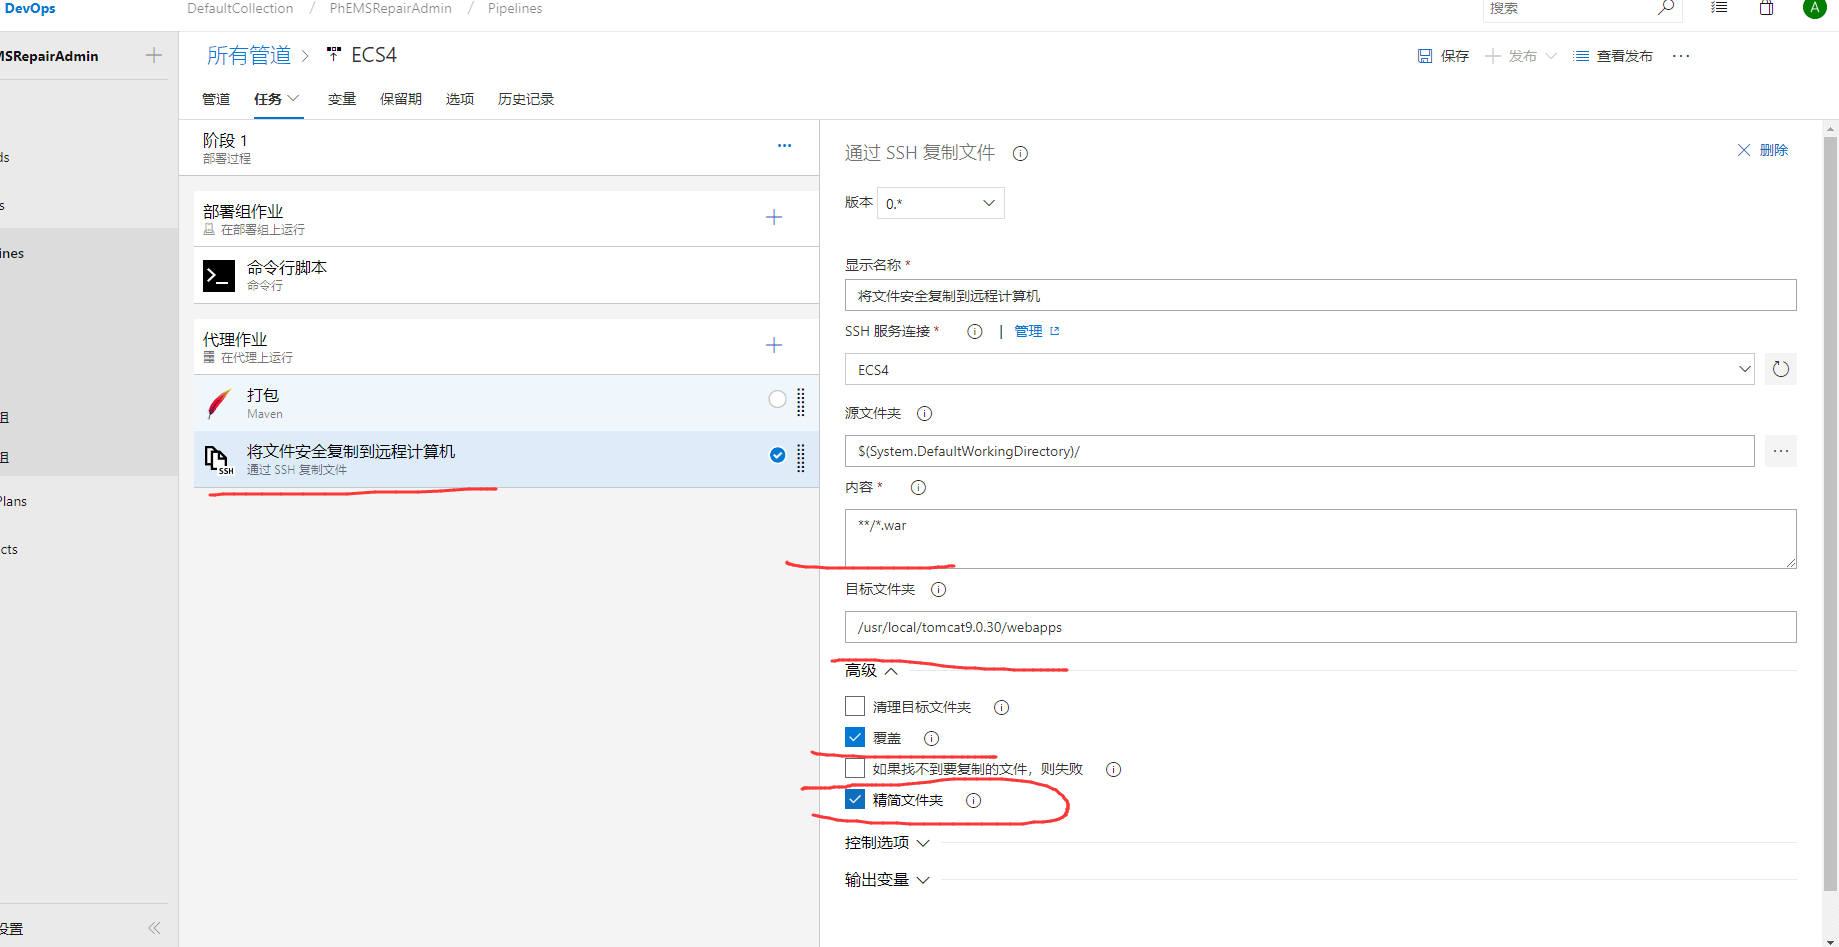 DevOps
DefaultCollection / PhEMSRepairAdmin / Pipelines
搜索
A
MSRepairAdmin
所有管道 > ECS4
保存
发布
查看发布
管道
任务
变量
保留期
选项
历史记录
ds
s
ines
组
组
Plans
cts
设置
阶段 1
部署过程
部署组作业
在部署组上运行
命令行脚本
命令行
代理作业
在代理上运行
打包
Maven
将文件安全复制到远程计算机
通过 SSH 复制文件
SSH
通过 SSH 复制文件
删除
版本 0.*
显示名称 *
将文件安全复制到远程计算机
SSH 服务连接 * | 管理
ECS4
源文件夹
$(System.DefaultWorkingDirectory)/
内容 *
**/*.war
目标文件夹
/usr/local/tomcat9.0.30/webapps
高级
清理目标文件夹
覆盖
如果找不到要复制的文件，则失败
精简文件夹
控制选项
输出变量